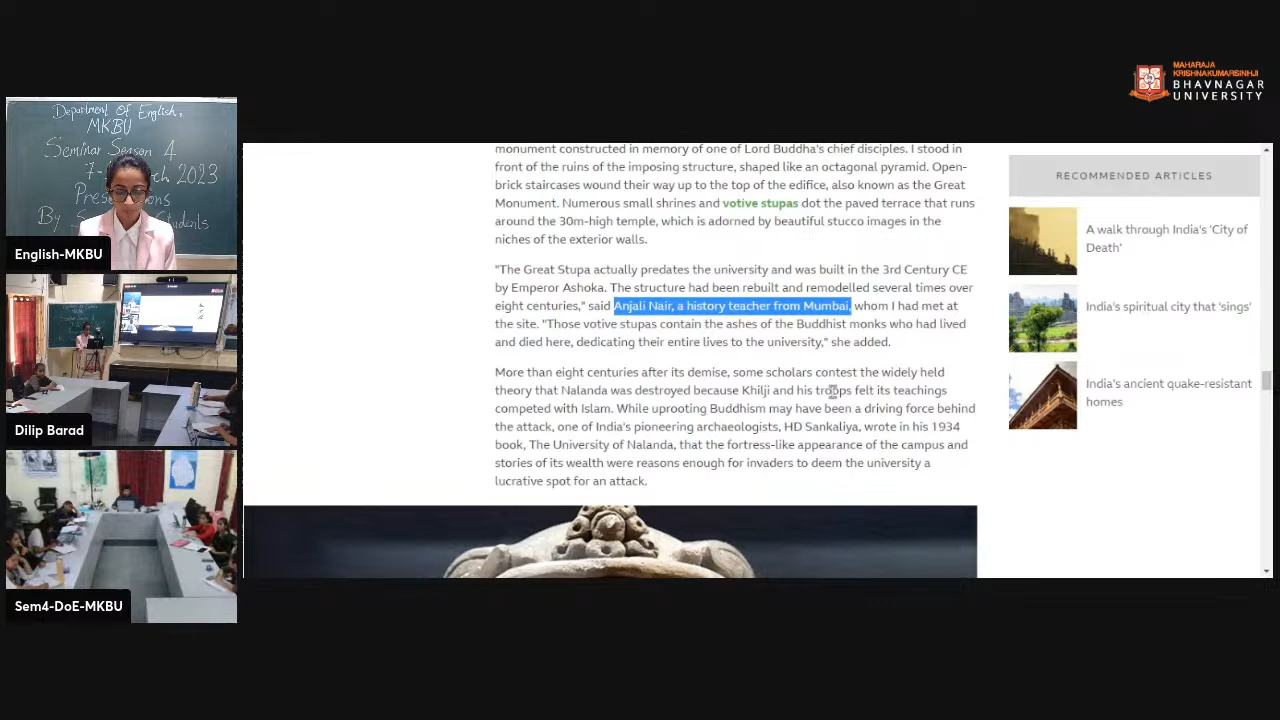 MAHARAJA
KRISHNAKUMARSINHJI
BHAVNAGAR
UNIVERSITY
Department Of English,
MKBU
Seminar Season 4
7- March 2023
By Students
English-MKBU
Dilip Barad
Sem4-DoE-MKBU
monument constructed in memory of one of Lord Buddha's chief disciples. I stood in
front of the ruins of the imposing structure, shaped like an octagonal pyramid. Open-
brick staircases wound their way up to the top of the edifice, also known as the Great
Monument. Numerous small shrines and votive stupas dot the paved terrace that runs
around the 30m-high temple, which is adorned by beautiful stucco images in the
niches of the exterior walls.
"The Great Stupa actually predates the university and was built in the 3rd Century CE
by Emperor Ashoka. The structure had been rebuilt and remodelled several times over
eight centuries," said Anjali Nair, a history teacher from Mumbai, whom I had met at
the site. "Those votive stupas contain the ashes of the Buddhist monks who had lived
and died here, dedicating their entire lives to the university," she added.
More than eight centuries after its demise, some scholars contest the widely held
theory that Nalanda was destroyed because Khilji and his troops felt its teachings
competed with Islam. While uprooting Buddhism may have been a driving force behind
the attack, one of India's pioneering archaeologists, HD Sankaliya, wrote in his 1934
book, The University of Nalanda, that the fortress-like appearance of the campus and
stories of its wealth were reasons enough for invaders to deem the university a
lucrative spot for an attack.
RECOMMENDED ARTICLES
A walk through India's 'City of
Death'
India's spiritual city that 'sings'
India's ancient quake-resistant
homes